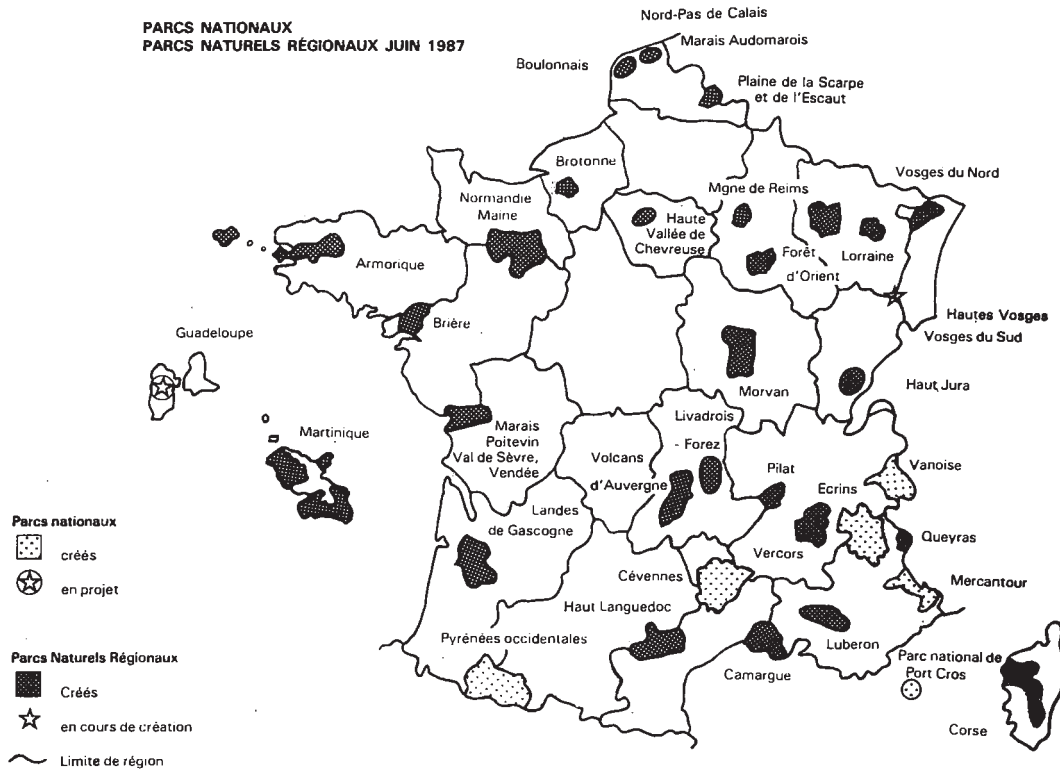 PARCS NATIONAUX
PARCS NATURELS RÉGIONAUX JUIN 1987
Nord-Pas de Calais
Marais Audomarois
Boulonnais
Plaine de la Scarpe
et de l'Escaut
Brotonne
Vosges du Nord
Mgne de Reims
Normandie
Maine
Haute
Vallée de
Chevreuse
Forêt
d'Orient
Lorraine
Armorique
Brière
Hautes Vosges
Vosges du Sud
Guadeloupe
Haut Jura
Morvan
Livadrois
- Forez
Martinique
Marais
Poitevin
Val de Sèvre,
Vendée
Volcans
d'Auvergne
Pilat
Vanoise
Ecrins
Landes
de Gascogne
Queyras
Vercors
Cévennes
Mercantour
Haut Languedoc
Pyrénées occidentales
Luberon
Camargue
Parc national de
Port Cros
Corse
Parcs nationaux
créés
en projet
Parcs Naturels Régionaux
Créés
en cours de création
Limite de région